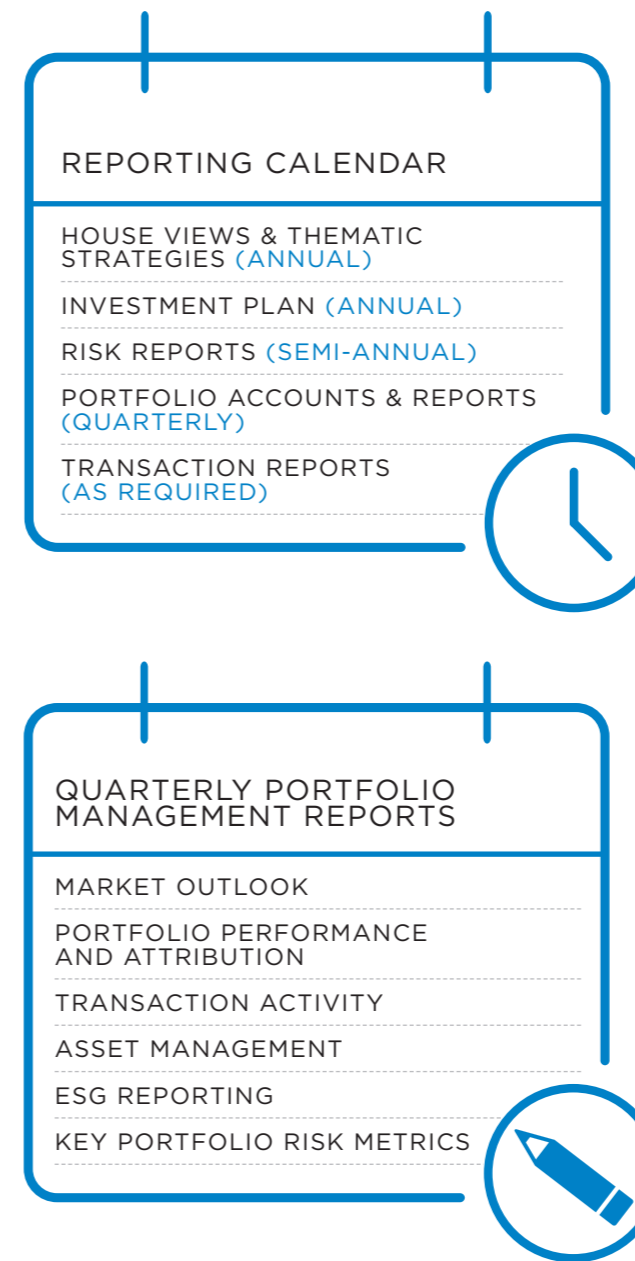 REPORTING CALENDAR
HOUSE VIEWS & THEMATIC
STRATEGIES (ANNUAL)
INVESTMENT PLAN (ANNUAL)
RISK REPORTS (SEMI-ANNUAL)
PORTFOLIO ACCOUNTS & REPORTS
(QUARTERLY)
TRANSACTION REPORTS
(AS REQUIRED)
QUARTERLY PORTFOLIO
MANAGEMENT REPORTS
MARKET OUTLOOK
PORTFOLIO PERFORMANCE
AND ATTRIBUTION
TRANSACTION ACTIVITY
ASSET MANAGEMENT
ESG REPORTING
KEY PORTFOLIO RISK METRICS